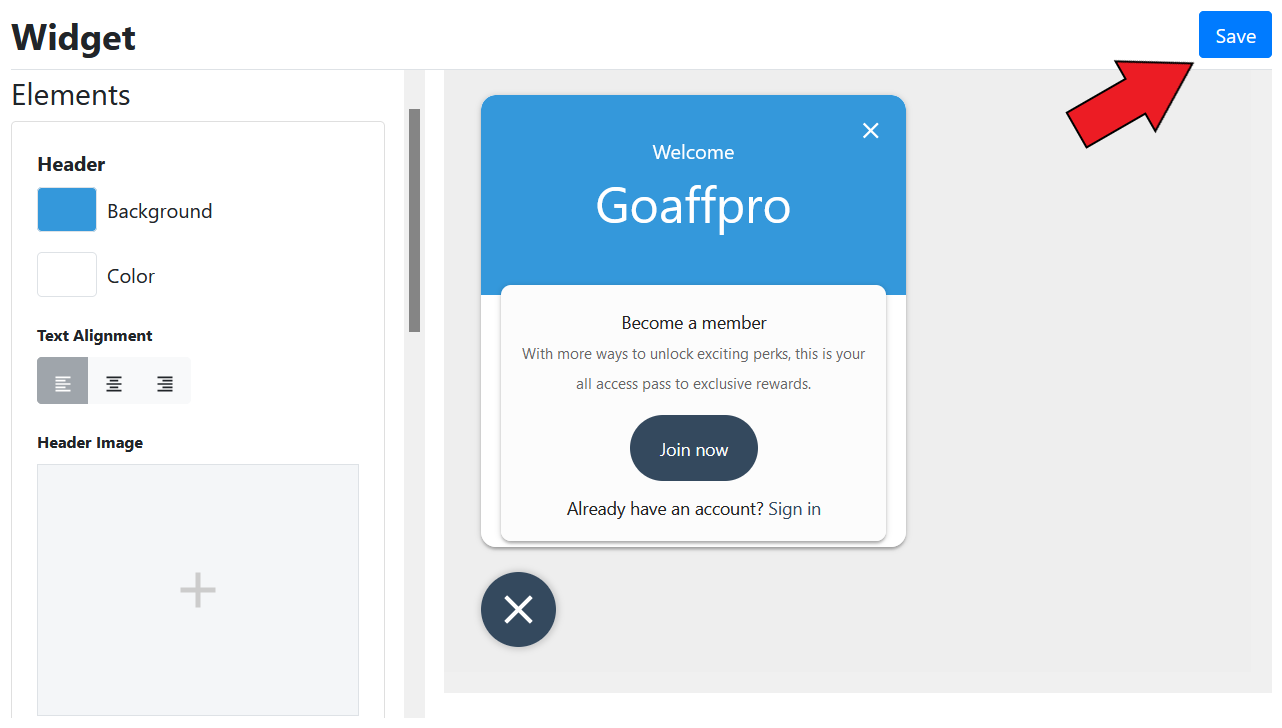 Widget
Save
Elements
Header
Background
Color
Text Alignment
Header Image
Welcome
Goaffpro
Become a member
With more ways to unlock exciting perks, this is your
all access pass to exclusive rewards.
Join now
Already have an account? Sign in